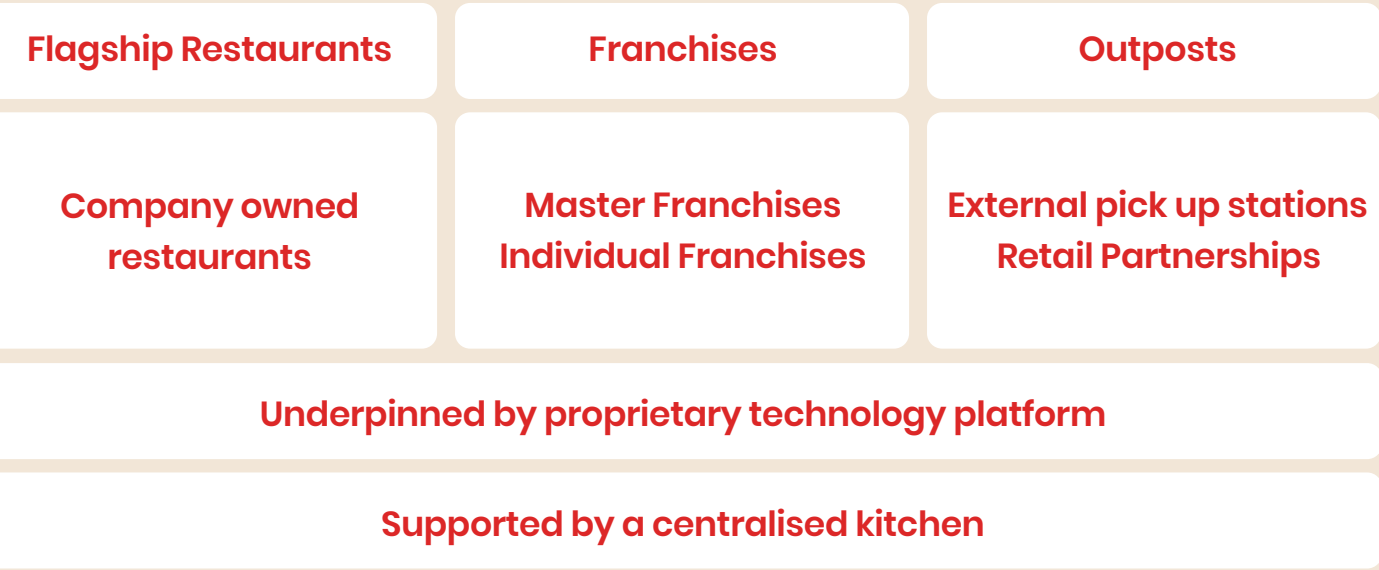 Flagship Restaurants
Franchises
Outposts
Company owned
restaurants
Master Franchises
Individual Franchises
External pick up stations
Retail Partnerships
Underpinned by proprietary technology platform
Supported by a centralised kitchen